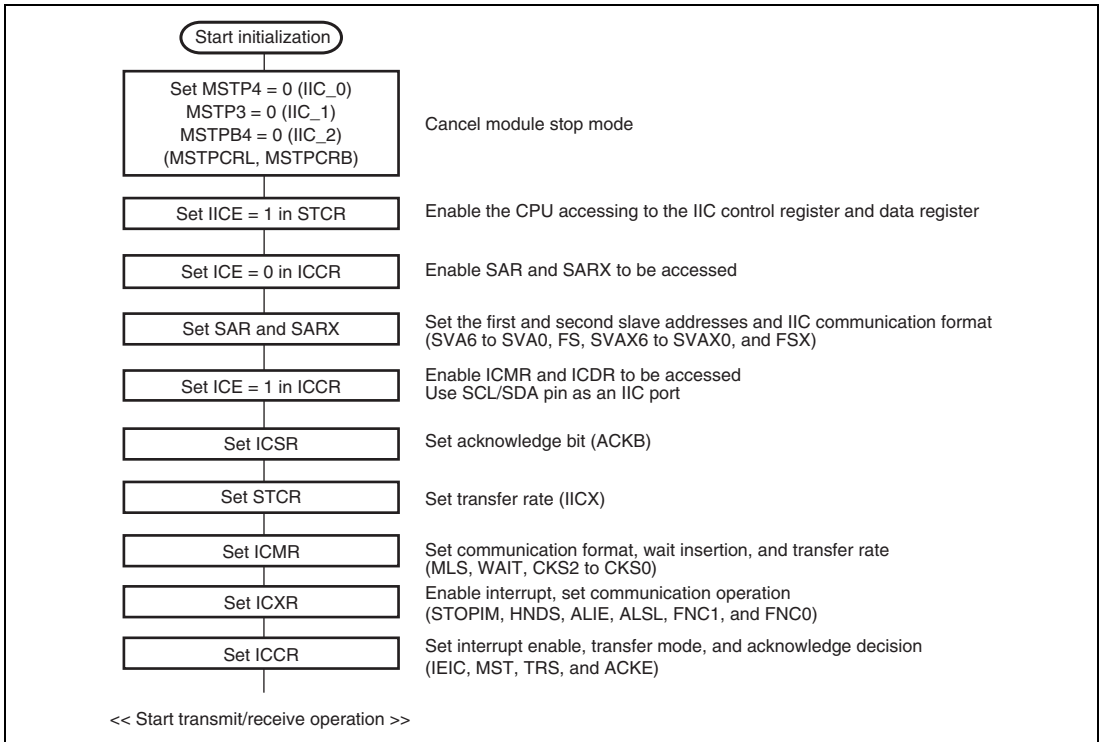 Start initialization
Set MSTP4 = 0 (IIC_0)
MSTP3 = 0 (IIC_1)
MSTPB4 = 0 (IIC_2)
(MSTPCRL, MSTPCRB)
Cancel module stop mode
Set IICE = 1 in STCR
Enable the CPU accessing to the IIC control register and data register
Set ICE = 0 in ICCR
Enable SAR and SARX to be accessed
Set SAR and SARX
Set the first and second slave addresses and IIC communication format
(SVA6 to SVA0, FS, SVAX6 to SVAX0, and FSX)
Set ICE = 1 in ICCR
Enable ICMR and ICDR to be accessed
Use SCL/SDA pin as an IIC port
Set ICSR
Set acknowledge bit (ACKB)
Set STCR
Set transfer rate (IICX)
Set ICMR
Set communication format, wait insertion, and transfer rate
(MLS, WAIT, CKS2 to CKS0)
Set ICXR
Enable interrupt, set communication operation
(STOPIM, HNDS, ALIE, ALSL, FNC1, and FNC0)
Set ICCR
Set interrupt enable, transfer mode, and acknowledge decision
(IEIC, MST, TRS, and ACKE)
<< Start transmit/receive operation >>